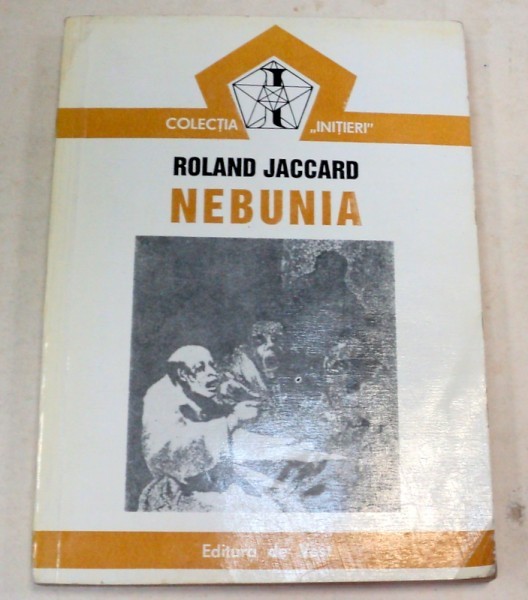 COLECȚIA „INIȚIERI"
ROLAND JACCARD
NEBUNIA
Editura de Vest